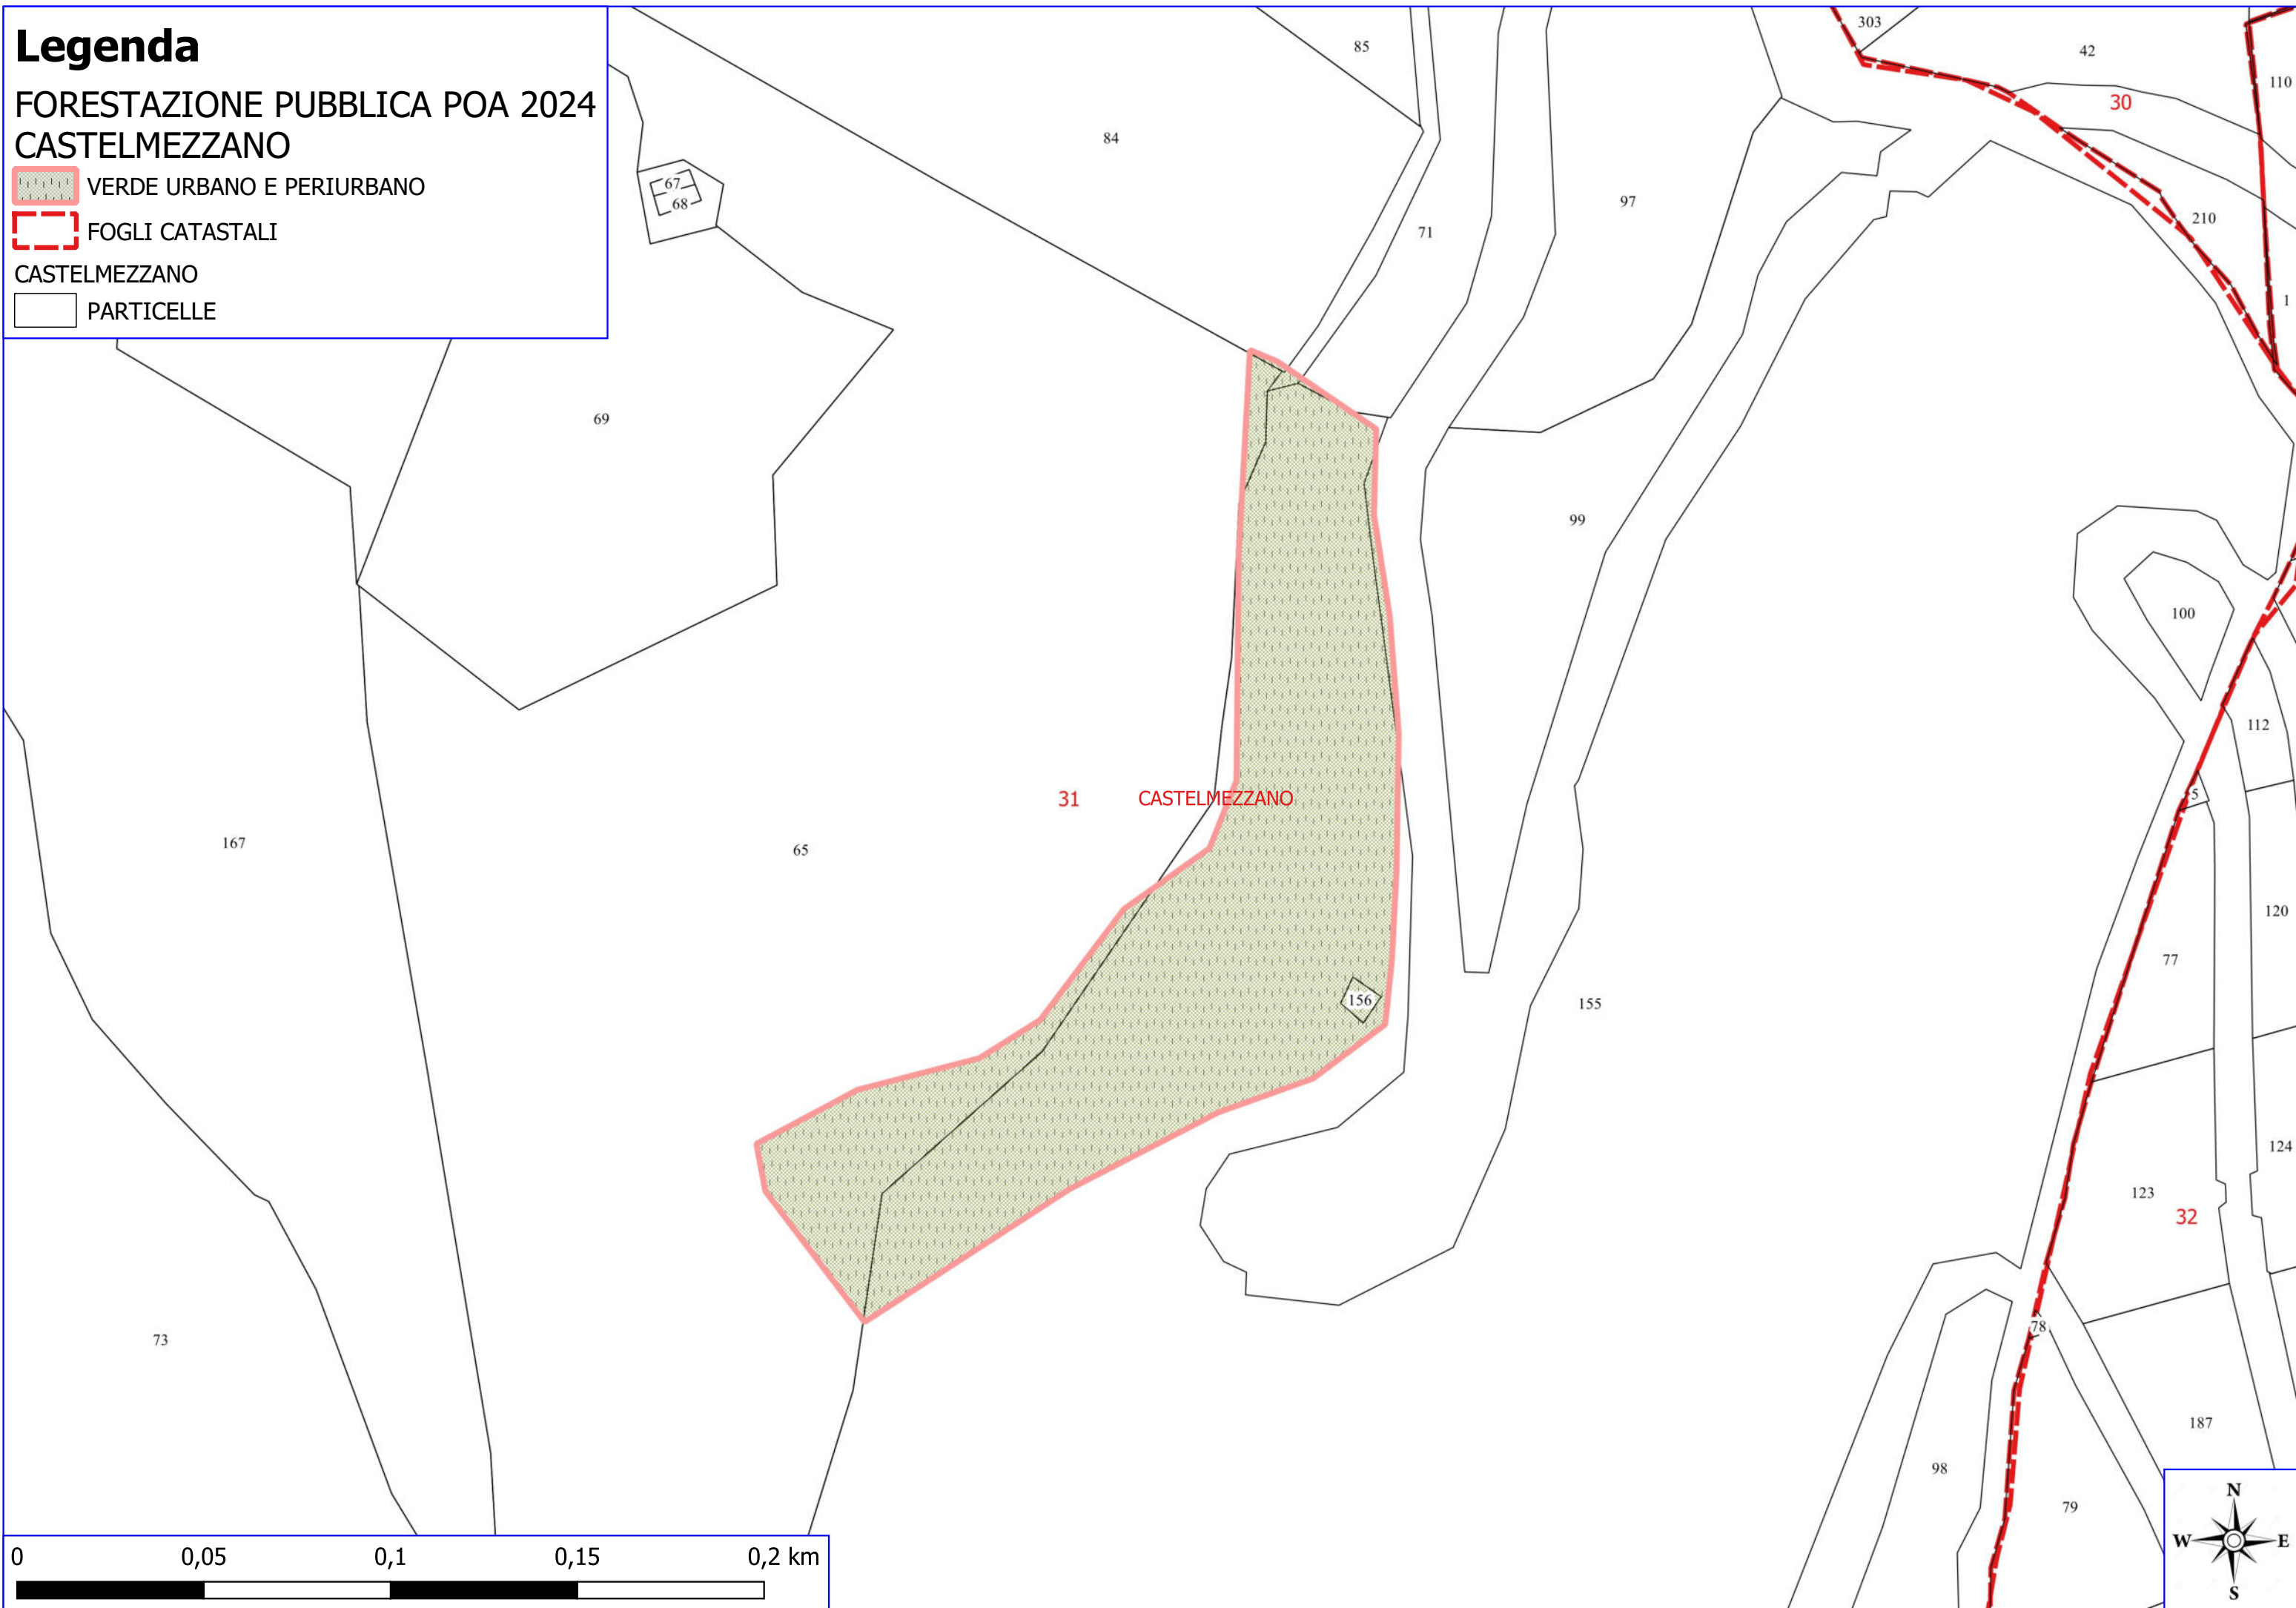 Legenda
FORESTAZIONE PUBBLICA POA 2024
CASTELMEZZANO
VERDE URBANO E PERIURBANO
FOGLI CATASTALI
CASTELMEZZANO
PARTICELLE
303
85
42
110
30
84
67
68
97
210
71
1
69
99
100
112
31 CASTELMEZZANO
5
167
65
120
77
156
155
124
123
32
78
73
187
98
79
N
W E
S
0 0,05 0,1 0,15 0,2 km